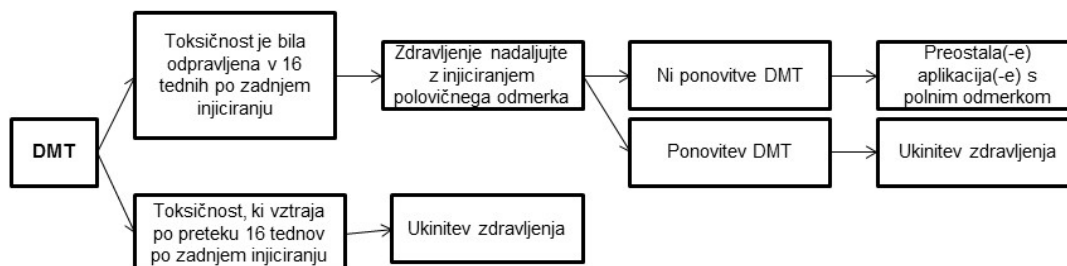 Toksičnost je bila
odpravljena v 16
tednih po zadnjem
injiciranju
Zdravljenje nadaljujte
z injiciranjem
polovičnega odmerka
Ni ponovitve DMT
Preostala(-e)
aplikacija(-e) s
polnim odmerkom
DMT
Ponovitev DMT
Ukinitev zdravljenja
Toksičnost, ki vztraja
po preteku 16 tednov
po zadnjem injiciranju
Ukinitev zdravljenja